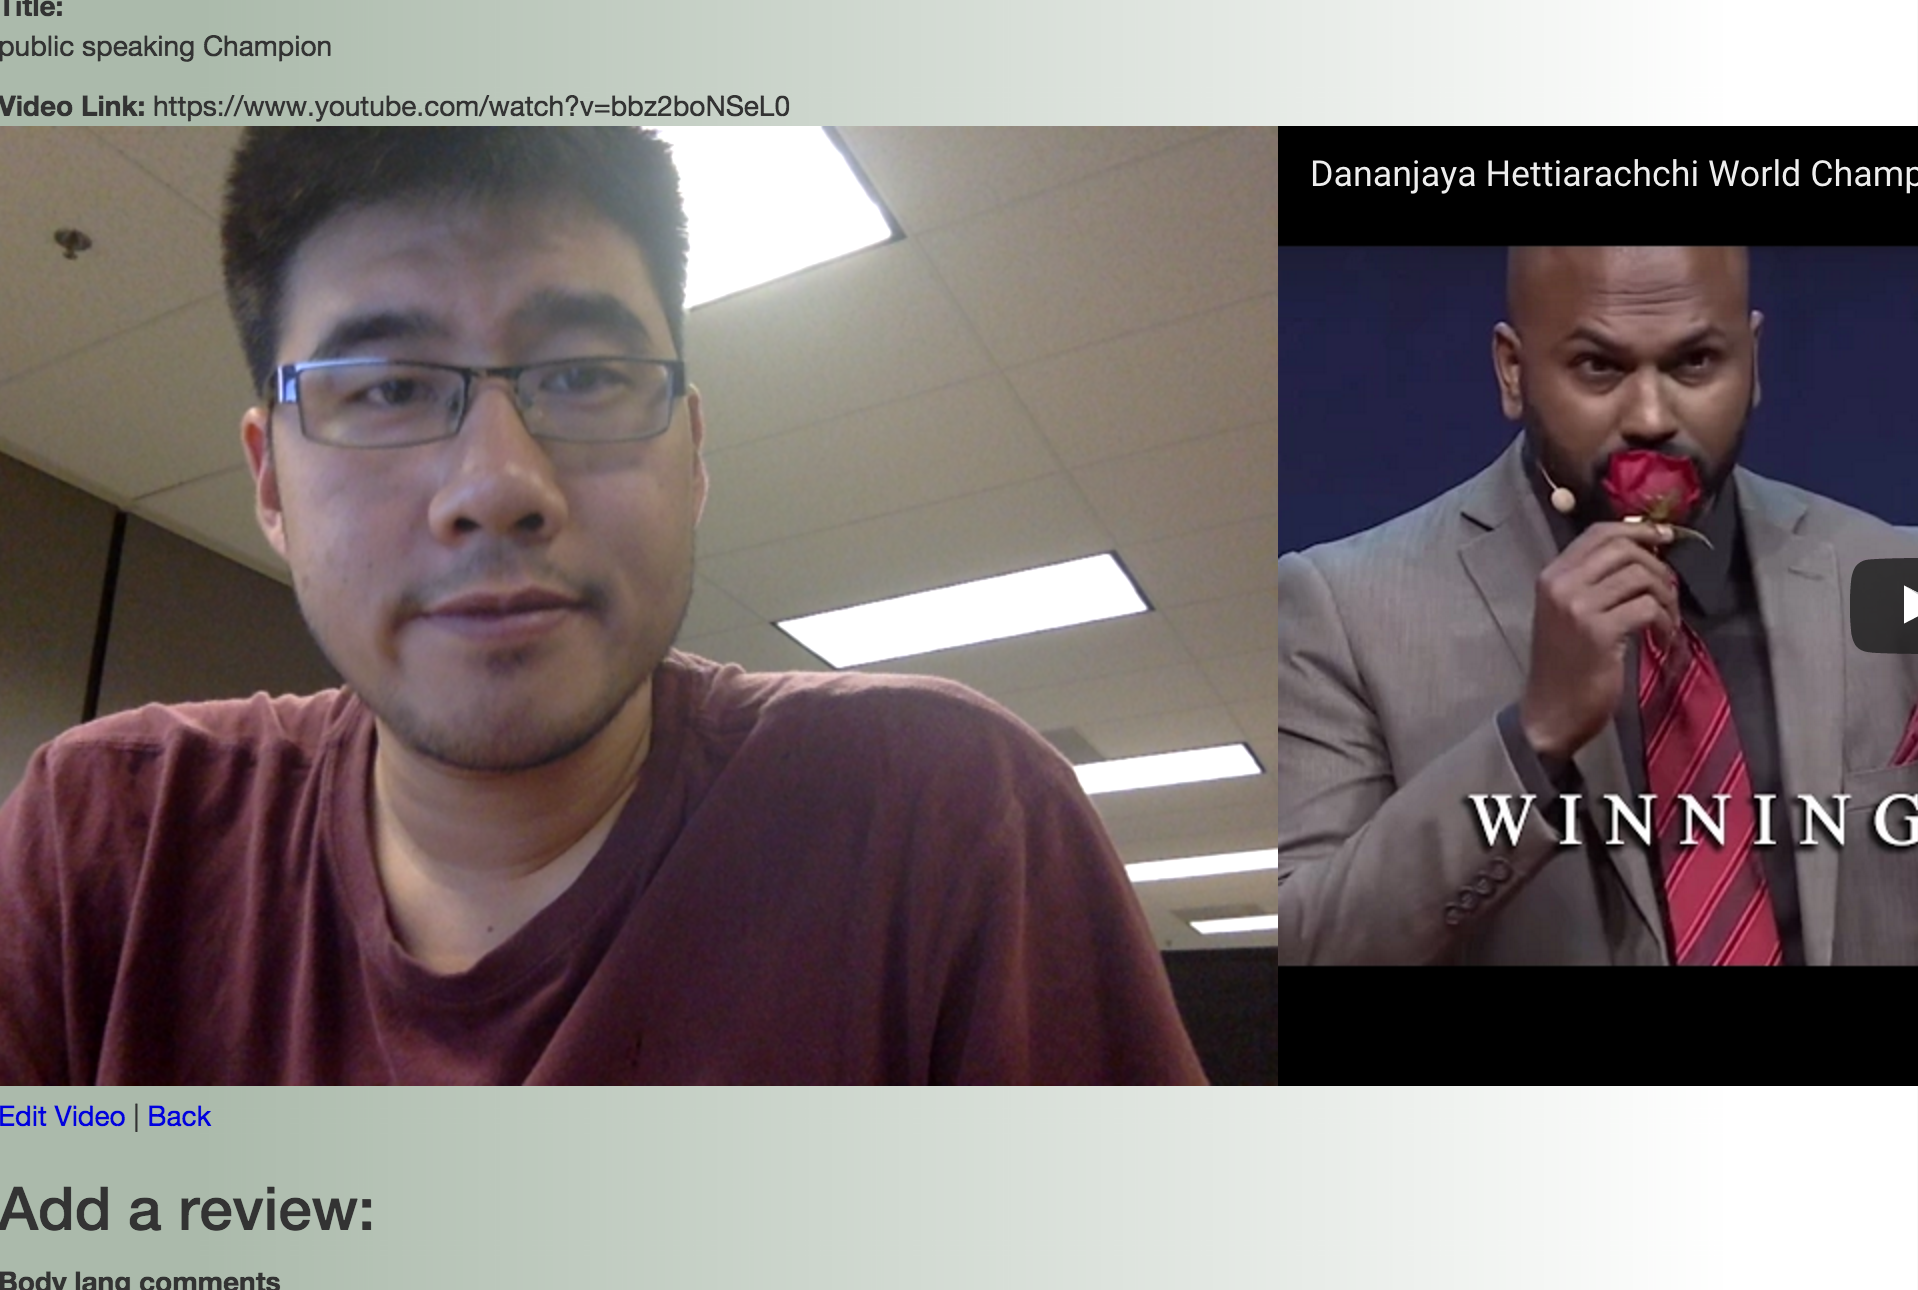 Title:
public speaking Champion
Video Link: https://www.youtube.com/watch?v=bbz2boNSeL0
Dananjaya Hettiarachchi World Champ
WINNING
Edit Video | Back
Add a review:
Body lang comments